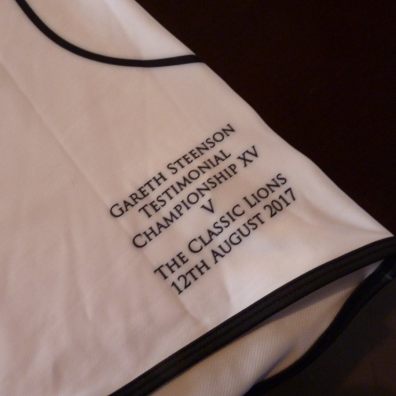 Gareth Steenson
Testimonial
Championship XV
V
The Classic Lions
12th August 2017